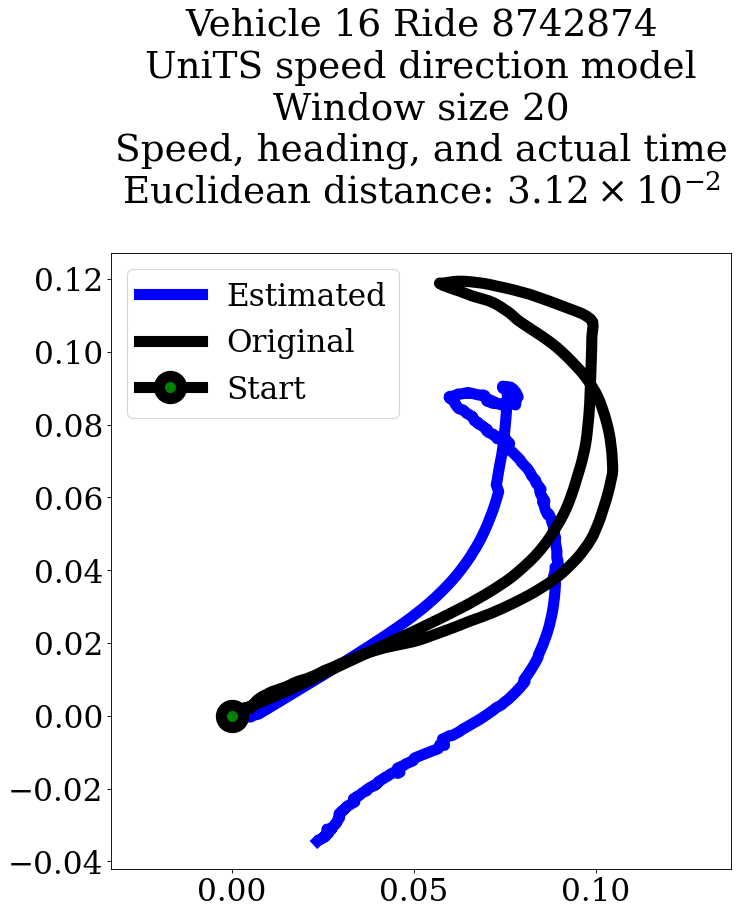 Vehicle 16 Ride 8742874
UniTS speed direction model
Window size 20
Speed, heading, and actual time
Euclidean distance: 3.12 × 10⁻²
Estimated
Original
Start
0.12
0.10
0.08
0.06
0.04
0.02
0.00
−0.02
−0.04
0.00 0.05 0.10